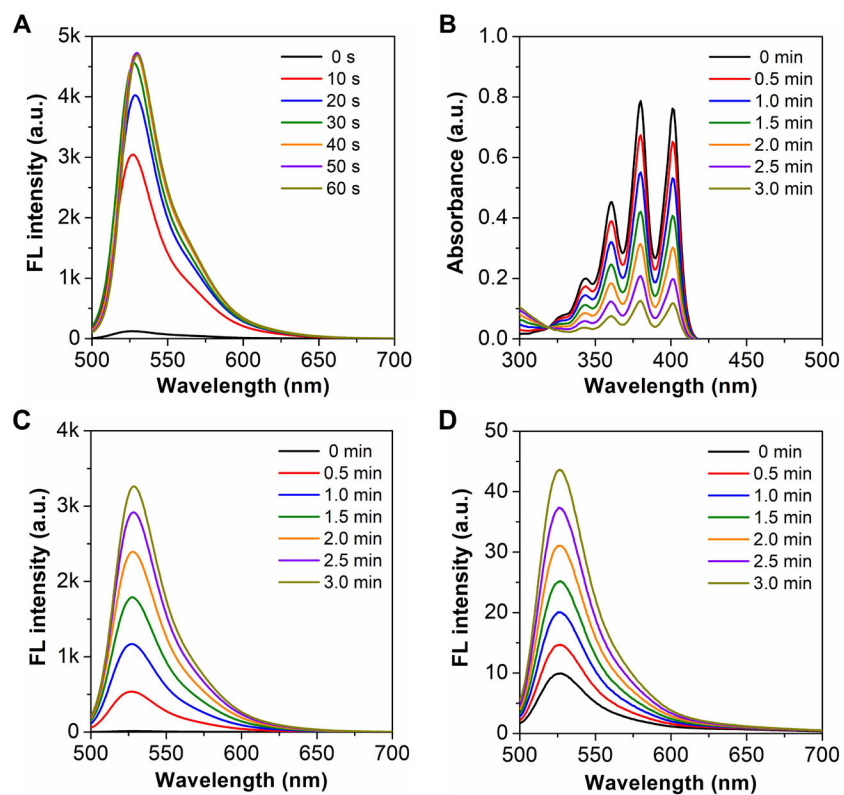 A
FL intensity (a.u.)
5k
4k
3k
2k
1k
0
500 550 600 650 700
Wavelength (nm)
0 s
10 s
20 s
30 s
40 s
50 s
60 s
B
Absorbance (a.u.)
1.0
0.8
0.6
0.4
0.2
0.0
300 350 400 450 500
Wavelength (nm)
0 min
0.5 min
1.0 min
1.5 min
2.0 min
2.5 min
3.0 min
C
FL intensity (a.u.)
4k
3k
2k
1k
0
500 550 600 650 700
Wavelength (nm)
0 min
0.5 min
1.0 min
1.5 min
2.0 min
2.5 min
3.0 min
D
FL intensity (a.u.)
50
40
30
20
10
0
500 550 600 650 700
Wavelength (nm)
0 min
0.5 min
1.0 min
1.5 min
2.0 min
2.5 min
3.0 min